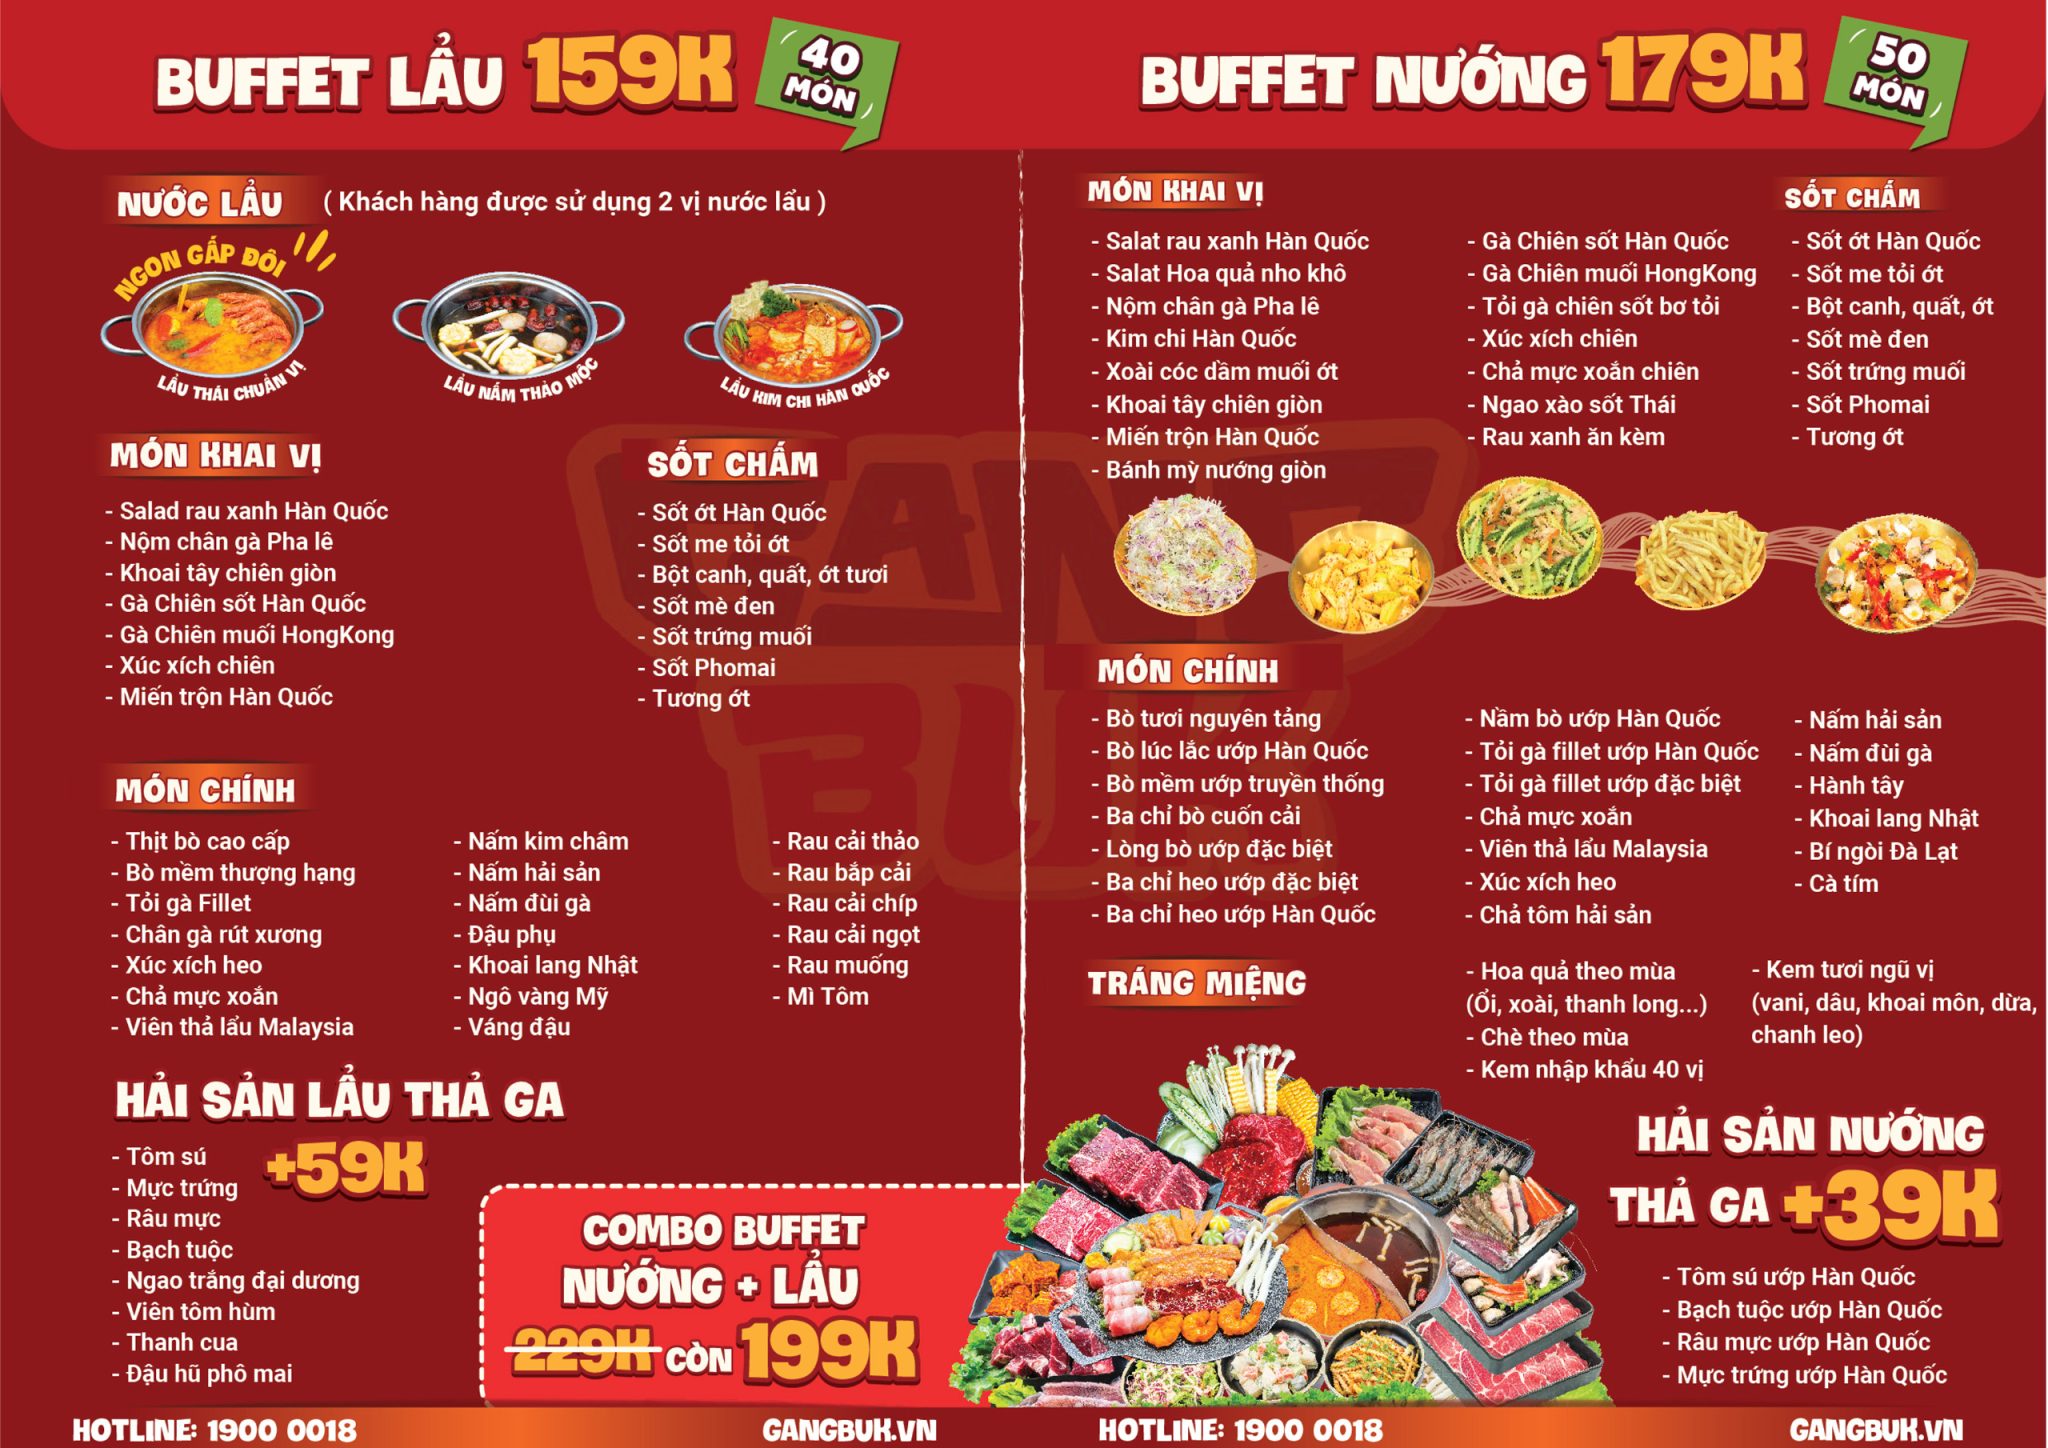 BUFFET LẨU 159K
40
MÓN
NƯỚC LẨU ( Khách hàng được sử dụng 2 vị nước lẩu )
NGON GẤP ĐÔI
LẨU THÁI CHUẨN VỊ
LẨU NẤM THẢO MỘC
LẨU KIM CHI HÀN QUỐC
MÓN KHAI VỊ
- Salad rau xanh Hàn Quốc
- Nộm chân gà Pha lê
- Khoai tây chiên giòn
- Gà Chiên sốt Hàn Quốc
- Gà Chiên muối HongKong
- Xúc xích chiên
- Miến trộn Hàn Quốc
SỐT CHẤM
- Sốt ớt Hàn Quốc
- Sốt me tỏi ớt
- Bột canh, quất, ớt tươi
- Sốt mè đen
- Sốt trứng muối
- Sốt Phomai
- Tương ớt
MÓN CHÍNH
- Thịt bò cao cấp
- Bò mềm thượng hạng
- Tỏi gà Fillet
- Chân gà rút xương
- Xúc xích heo
- Chả mực xoắn
- Viên thả lẩu Malaysia
- Nấm kim châm
- Nấm hải sản
- Nấm đùi gà
- Đậu phụ
- Khoai lang Nhật
- Ngô vàng Mỹ
- Váng đậu
- Rau cải thảo
- Rau bắp cải
- Rau cải chíp
- Rau cải ngọt
- Rau muống
- Mì Tôm
HẢI SẢN LẨU THẢ GA
+59K
- Tôm sú
- Mực trứng
- Râu mực
- Bạch tuộc
- Ngao trắng đại dương
- Viên tôm hùm
- Thanh cua
- Đậu hũ phô mai
COMBO BUFFET
NƯỚNG + LẨU
229K CÒN 199K
HOTLINE: 1900 0018
GANGBUK.VN
BUFFET NƯỚNG 179K
50
MÓN
MÓN KHAI VỊ
- Salat rau xanh Hàn Quốc
- Salat Hoa quả nho khô
- Nộm chân gà Pha lê
- Kim chi Hàn Quốc
- Xoài cóc dầm muối ớt
- Khoai tây chiên giòn
- Miến trộn Hàn Quốc
- Bánh mỳ nướng giòn
- Gà Chiên sốt Hàn Quốc
- Gà Chiên muối HongKong
- Tỏi gà chiên sốt bơ tỏi
- Xúc xích chiên
- Chả mực xoắn chiên
- Ngao xào sốt Thái
- Rau xanh ăn kèm
SỐT CHẤM
- Sốt ớt Hàn Quốc
- Sốt me tỏi ớt
- Bột canh, quất, ớt
- Sốt mè đen
- Sốt trứng muối
- Sốt Phomai
- Tương ớt
GANG
BUK
MÓN CHÍNH
- Bò tươi nguyên tảng
- Bò lúc lắc ướp Hàn Quốc
- Bò mềm ướp truyền thống
- Ba chỉ bò cuốn cải
- Lòng bò ướp đặc biệt
- Ba chỉ heo ướp đặc biệt
- Ba chỉ heo ướp Hàn Quốc
- Nầm bò ướp Hàn Quốc
- Tỏi gà fillet ướp Hàn Quốc
- Tỏi gà fillet ướp đặc biệt
- Chả mực xoắn
- Viên thả lẩu Malaysia
- Xúc xích heo
- Chả tôm hải sản
- Nấm hải sản
- Nấm đùi gà
- Hành tây
- Khoai lang Nhật
- Bí ngòi Đà Lạt
- Cà tím
TRÁNG MIỆNG
- Hoa quả theo mùa
(Ổi, xoài, thanh long...)
- Chè theo mùa
- Kem nhập khẩu 40 vị
- Kem tươi ngũ vị
(vani, dâu, khoai môn, dừa,
chanh leo)
HẢI SẢN NƯỚNG
THẢ GA +39K
- Tôm sú ướp Hàn Quốc
- Bạch tuộc ướp Hàn Quốc
- Râu mực ướp Hàn Quốc
- Mực trứng ướp Hàn Quốc
HOTLINE: 1900 0018
GANGBUK.VN